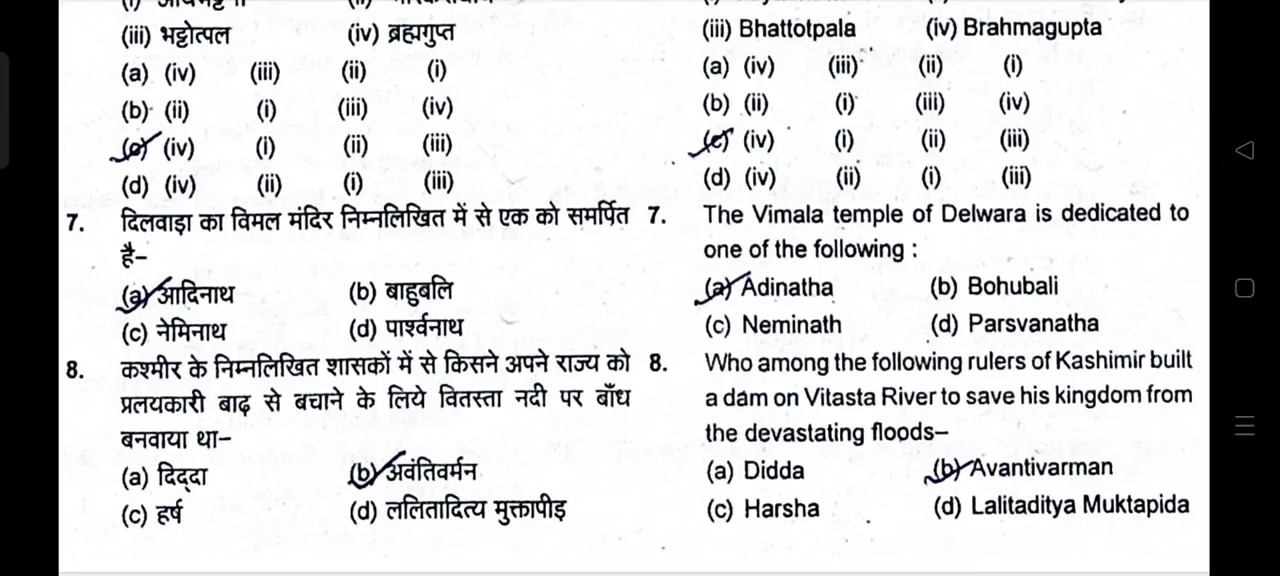 (iii) भट्टोत्पल (iv) ब्रह्मगुप्त
(a) (iv) (iii) (ii) (i)
(b) (ii) (i) (iii) (iv)
(c) (iv) (i) (ii) (iii)
(d) (iv) (ii) (i) (iii)
7. दिलवाड़ा का विमल मंदिर निम्नलिखित में से एक को समर्पित
है–
(a) आदिनाथ (b) बाहुबलि
(c) नेमिनाथ (d) पार्श्वनाथ
8. कश्मीर के निम्नलिखित शासकों में से किसने अपने राज्य को
प्रलयकारी बाढ़ से बचाने के लिये वितस्ता नदी पर बाँध
बनवाया था–
(a) दिद्दा (b) अवंतिवर्मन
(c) हर्ष (d) ललितादित्य मुक्तापीड़
(iii) Bhattotpala (iv) Brahmagupta
(a) (iv) (iii) (ii) (i)
(b) (ii) (i) (iii) (iv)
(c) (iv) (i) (ii) (iii)
(d) (iv) (ii) (i) (iii)
7. The Vimala temple of Delwara is dedicated to
one of the following :
(a) Adinatha (b) Bohubali
(c) Neminath (d) Parsvanatha
8. Who among the following rulers of Kashimir built
a dam on Vitasta River to save his kingdom from
the devastating floods–
(a) Didda (b) Avantivarman
(c) Harsha (d) Lalitaditya Muktapida